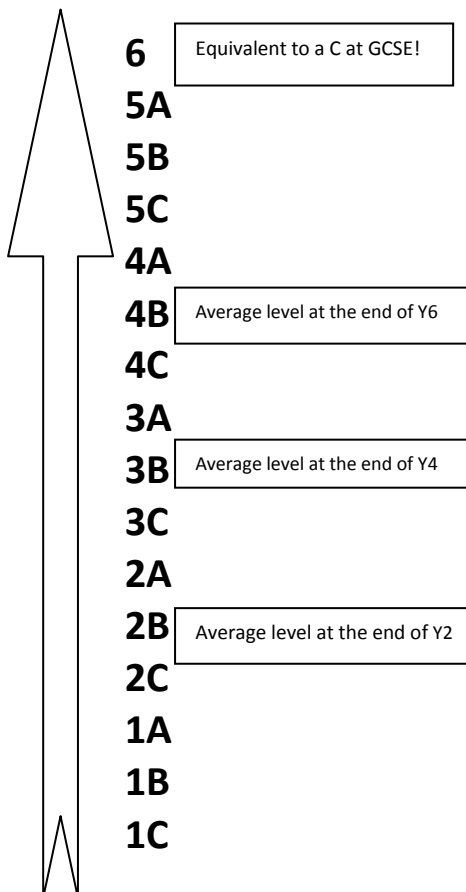 6 Equivalent to a C at GCSE!
5A
5B
5C
4A
4B Average level at the end of Y6
4C
3A
3B Average level at the end of Y4
3C
2A
2B Average level at the end of Y2
2C
1A
1B
1C